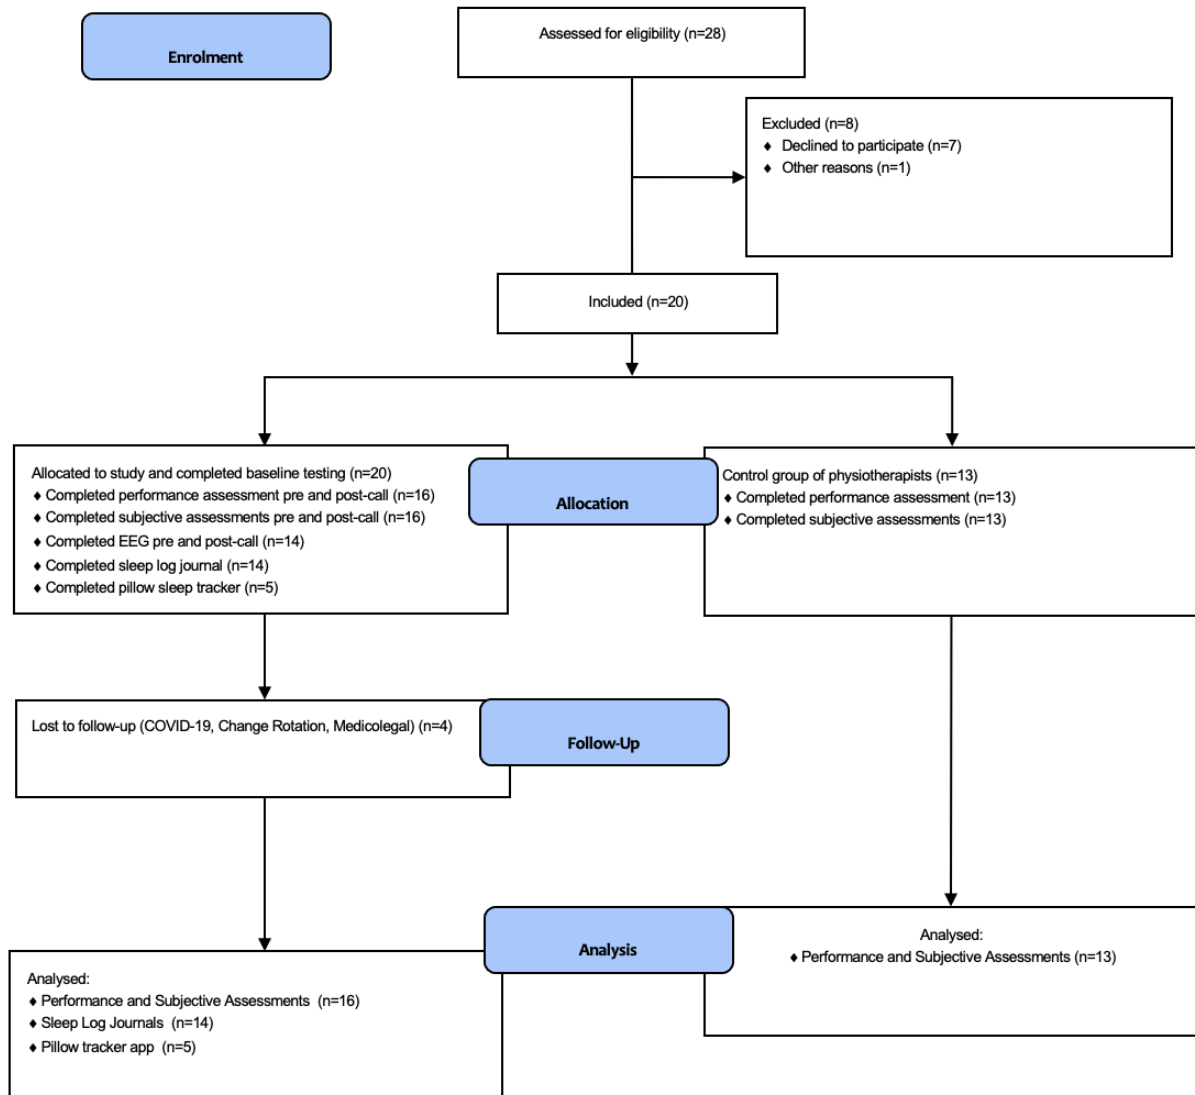 Enrolment
Assessed for eligibility (n=28)
Excluded (n=8)
♦ Declined to participate (n=7)
♦ Other reasons (n=1)
Included (n=20)
Allocated to study and completed baseline testing (n=20)
♦ Completed performance assessment pre and post-call (n=16)
♦ Completed subjective assessments pre and post-call (n=16)
♦ Completed EEG pre and post-call (n=14)
♦ Completed sleep log journal (n=14)
♦ Completed pillow sleep tracker (n=5)
Allocation
Control group of physiotherapists (n=13)
♦ Completed performance assessment (n=13)
♦ Completed subjective assessments (n=13)
Lost to follow-up (COVID-19, Change Rotation, Medicolegal) (n=4)
Follow-Up
Analysis
Analysed:
♦ Performance and Subjective Assessments (n=13)
Analysed:
♦ Performance and Subjective Assessments (n=16)
♦ Sleep Log Journals (n=14)
♦ Pillow tracker app (n=5)